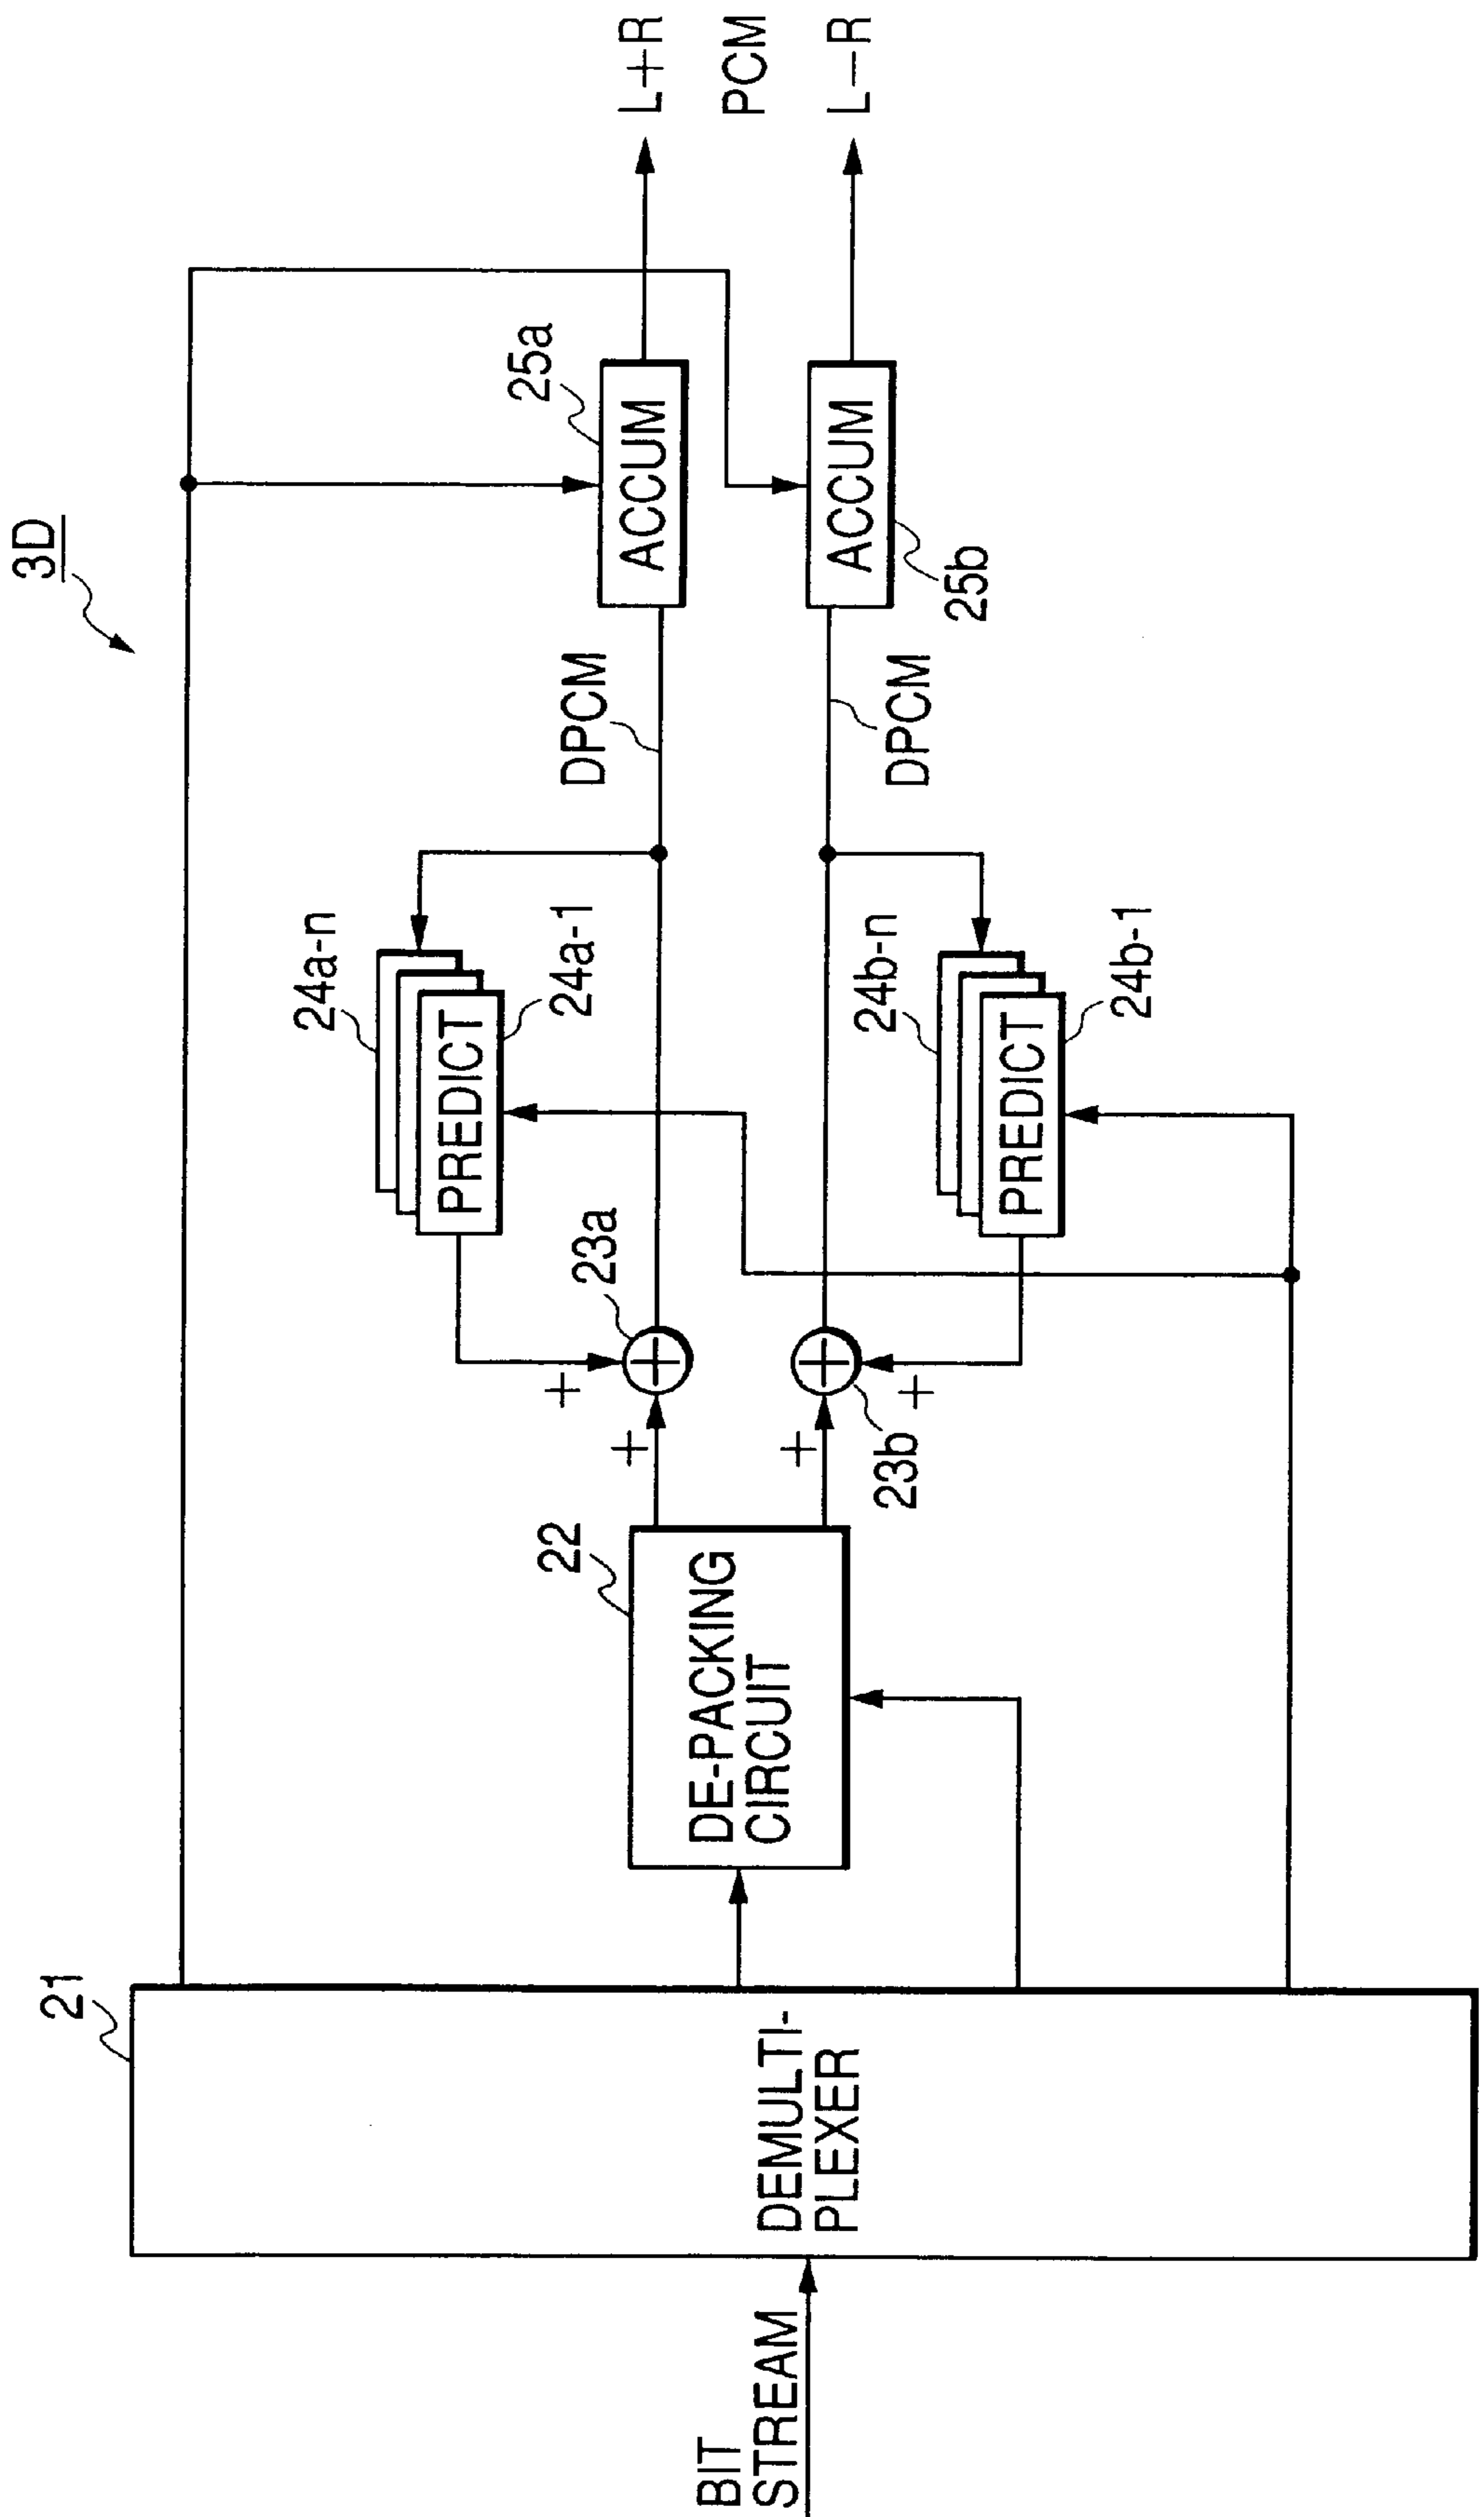 3D
21
BIT
STREAM
DEMULTI-
PLEXER
22
DE-PACKING
CIRCUIT
+
+
23a
+
+
23b
24a-n
PREDICT
24a-1
24b-n
PREDICT
24b-1
DPCM
DPCM
25a
ACCUM
ACCUM
25b
L+R
PCM
L-R